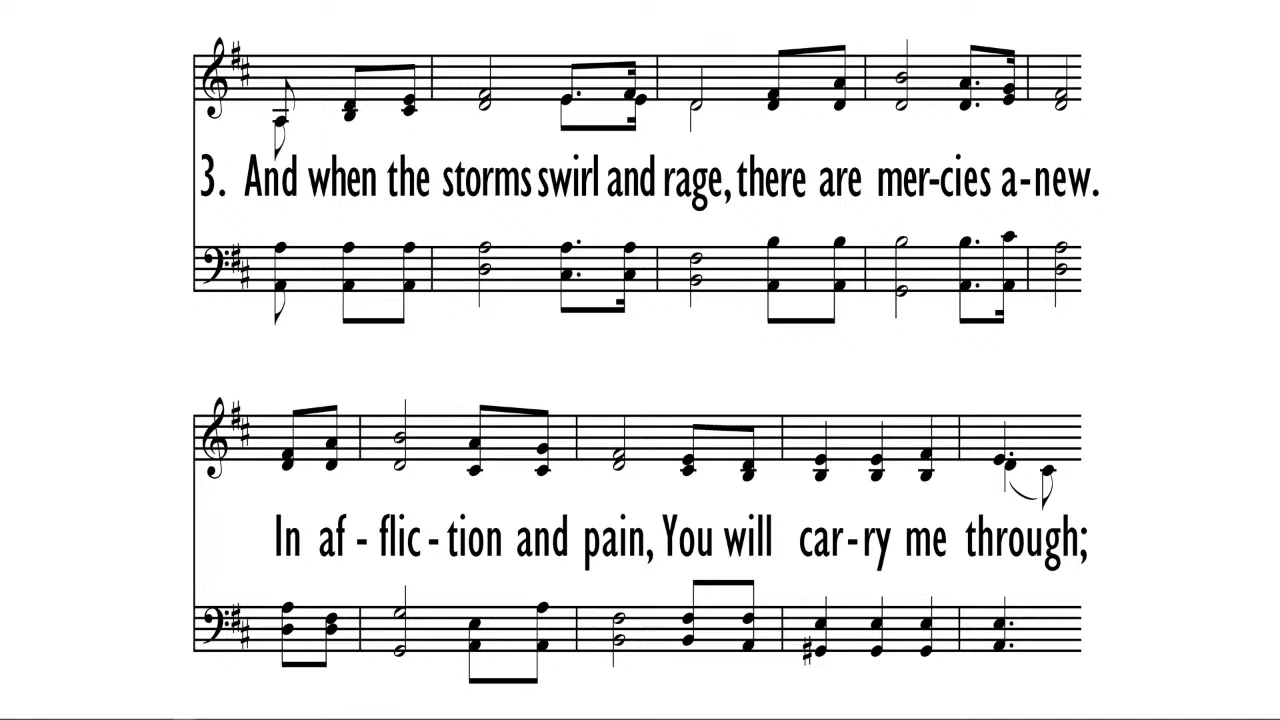 3. And when the storms swirl and rage, there are mer-cies a-new.
In af - flic - tion and pain, You will car-ry me through;